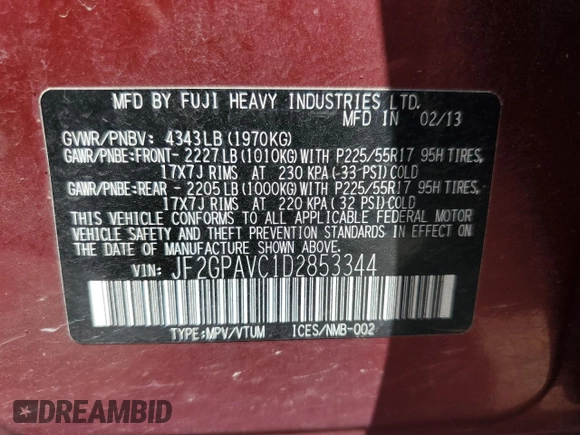 MFD BY FUJI HEAVY INDUSTRIES LTD.
MFD IN 02/13
GVWR/PNBV: 4343LB(1970KG)
GAWR/PNBE:FRONT-2227LB(1010KG)WITH P225/55R17 95H TIRES,
17X7J RIMS AT 230 KPA(-33 PSI)COLD
GAWR/PNBE:REAR -2205LB(1000KG)WITH P225/55R17 95H TIRES,
17X7J RIMS AT 220 KPA( 32 PSI)COLD
THIS VEHICLE CONFORMS TO ALL APPLICABLE FEDERAL MOTOR
VEHICLE SAFETY AND THEFT PREVENTION STANDARDS IN EFFECT ON
THE DATE OF MANUFACTURE SHOWN ABOVE.
VIN: JF2GPAVC1D2853344
TYPE:MPV/VTUM ICES/NMB-002
DREAMBID